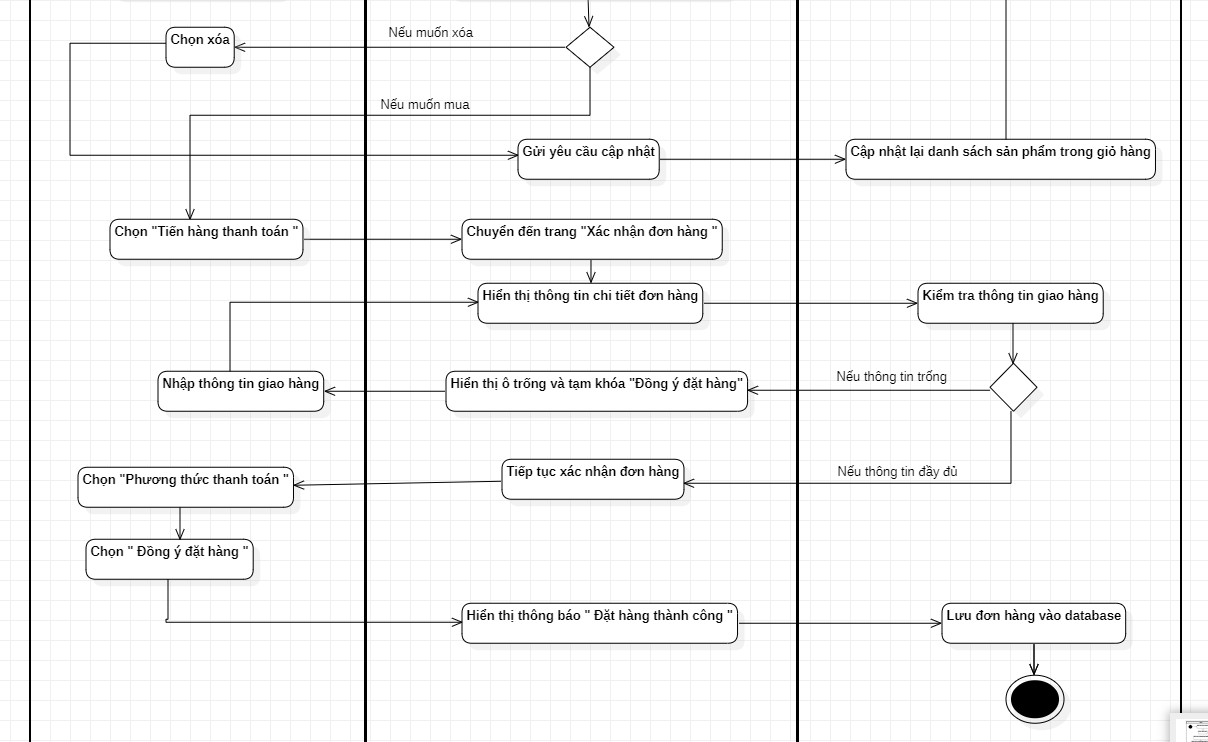 Nếu muốn xóa
Chọn xóa
Nếu muốn mua
Gửi yêu cầu cập nhật
Cập nhật lại danh sách sản phẩm trong giỏ hàng
Chọn "Tiến hàng thanh toán "
Chuyển đến trang "Xác nhận đơn hàng "
Hiển thị thông tin chi tiết đơn hàng
Kiểm tra thông tin giao hàng
Nếu thông tin trống
Nhập thông tin giao hàng
Hiển thị ô trống và tạm khóa "Đồng ý đặt hàng"
Nếu thông tin đầy đủ
Tiếp tục xác nhận đơn hàng
Chọn "Phương thức thanh toán "
Chọn " Đồng ý đặt hàng "
Hiển thị thông báo " Đặt hàng thành công "
Lưu đơn hàng vào database